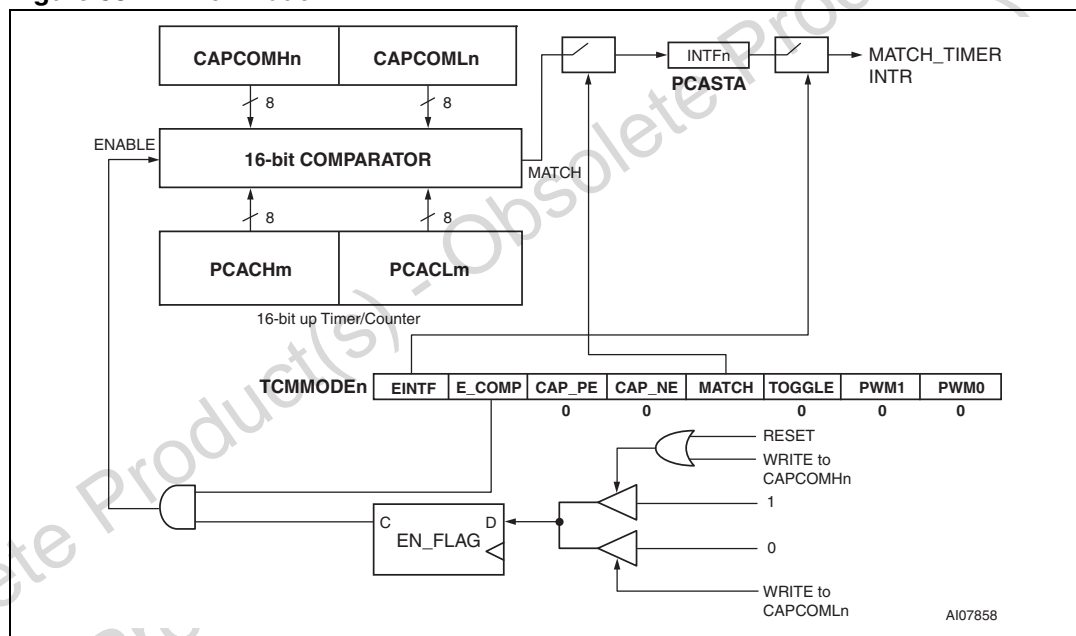 CAPCOMHn CAPCOMLn
INTFn
PCASTA
MATCH_TIMER
INTR
8 8
ENABLE
16-bit COMPARATOR
MATCH
8 8
PCACHm PCACLm
16-bit up Timer/Counter
TCMMODEn EINTF E_COMP CAP_PE CAP_NE MATCH TOGGLE PWM1 PWM0
0 0 0 0 0
RESET
WRITE to
CAPCOMHn
1
C D
EN_FLAG
0
WRITE to
CAPCOMLn
AI07858
Product(s) - Obsolete Product(